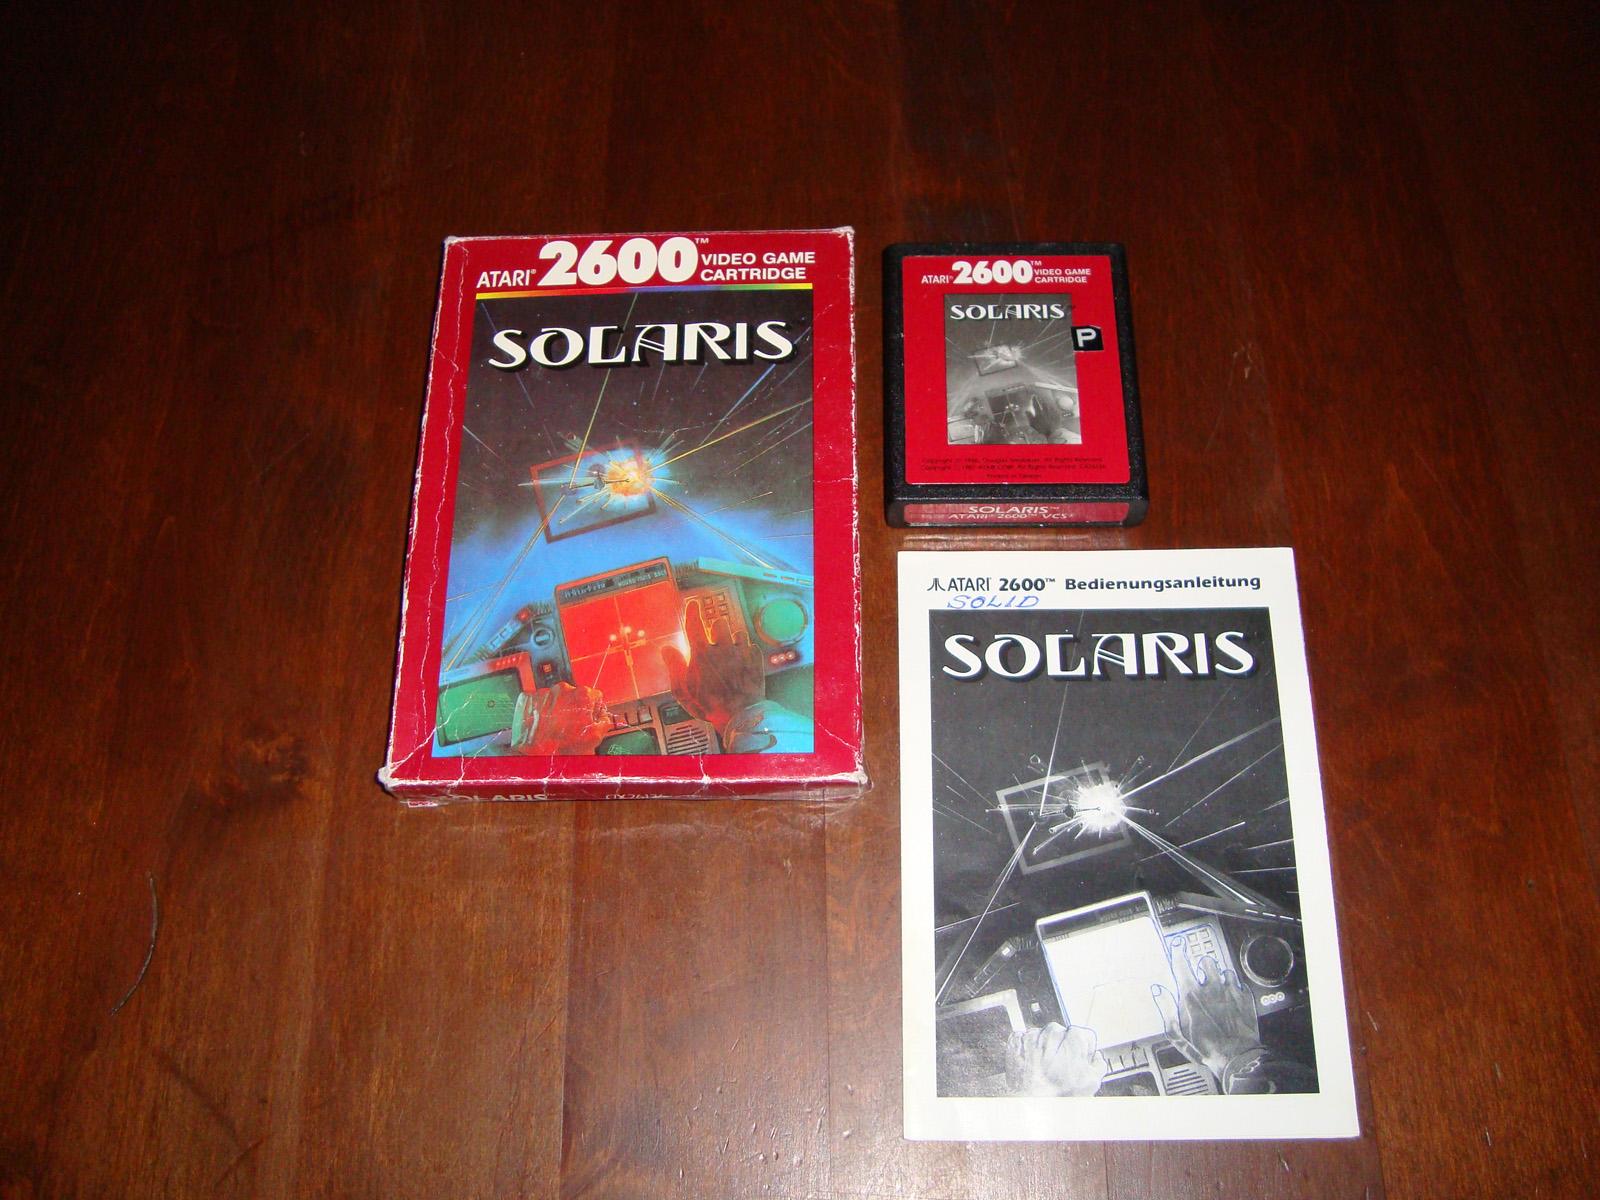 ATARI® 2600™ VIDEO GAME CARTRIDGE
SOLARIS
SOLARIS
ATARI® 2600™ VIDEO GAME CARTRIDGE
SOLARIS
P
SOLARIS™
ATARI® 2600™ VCS®
ATARI® 2600™ Bedienungsanleitung
SOLID
SOLARIS